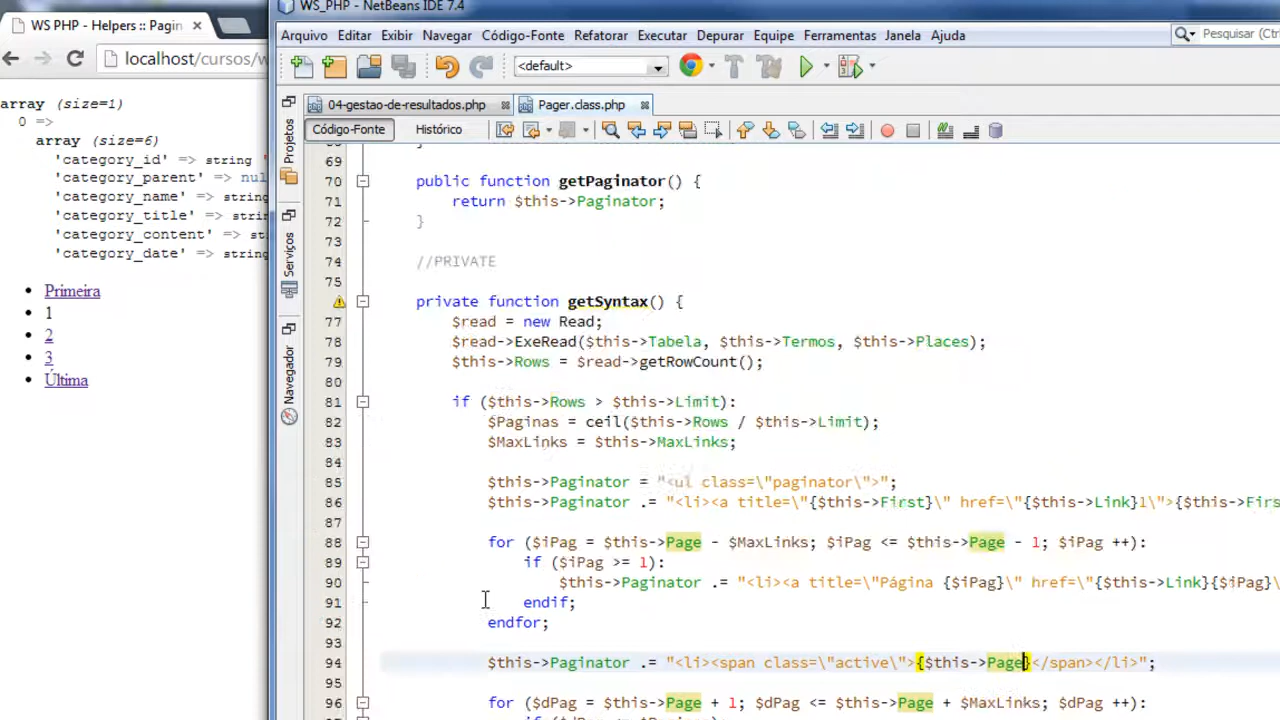 WS PHP - Helpers :: Pagin
localhost/cursos/w
array (size=1)
0 =>
array (size=6)
'category_id' => string '
'category_parent' => nul
'category_name' => string
'category_title' => strin
'category_content' => st
'category_date' => string
Primeira
1
2
3
Última
WS_PHP - NetBeans IDE 7.4
Arquivo Editar Exibir Navegar Código-Fonte Refatorar Executar Depurar Equipe Ferramentas Janela Ajuda
Pesquisar (Ctrl
<default>
04-gestao-de-resultados.php Pager.class.php
Código-Fonte Histórico
Projetos
Serviços
Navegador
69
70 public function getPaginator() {
71 return $this->Paginator;
72 }
73
74 //PRIVATE
75
private function getSyntax() {
77 $read = new Read;
78 $read->ExeRead($this->Tabela, $this->Termos, $this->Places);
79 $this->Rows = $read->getRowCount();
80
81 if ($this->Rows > $this->Limit):
82 $Paginas = ceil($this->Rows / $this->Limit);
83 $MaxLinks = $this->MaxLinks;
84
85 $this->Paginator = "<ul class=\"paginator\">";
86 $this->Paginator .= "<li><a title=\"{$this->First}\" href=\"{$this->Link}1\">{$this->Firs
87
88 for ($iPag = $this->Page - $MaxLinks; $iPag <= $this->Page - 1; $iPag ++):
89 if ($iPag >= 1):
90 $this->Paginator .= "<li><a title=\"Página {$iPag}\" href=\"{$this->Link}{$iPag}\
91 endif;
92 endfor;
93
94 $this->Paginator .= "<li><span class=\"active\">{$this->Page}</span></li>";
95
96 for ($dPag = $this->Page + 1; $dPag <= $this->Page + $MaxLinks; $dPag ++):